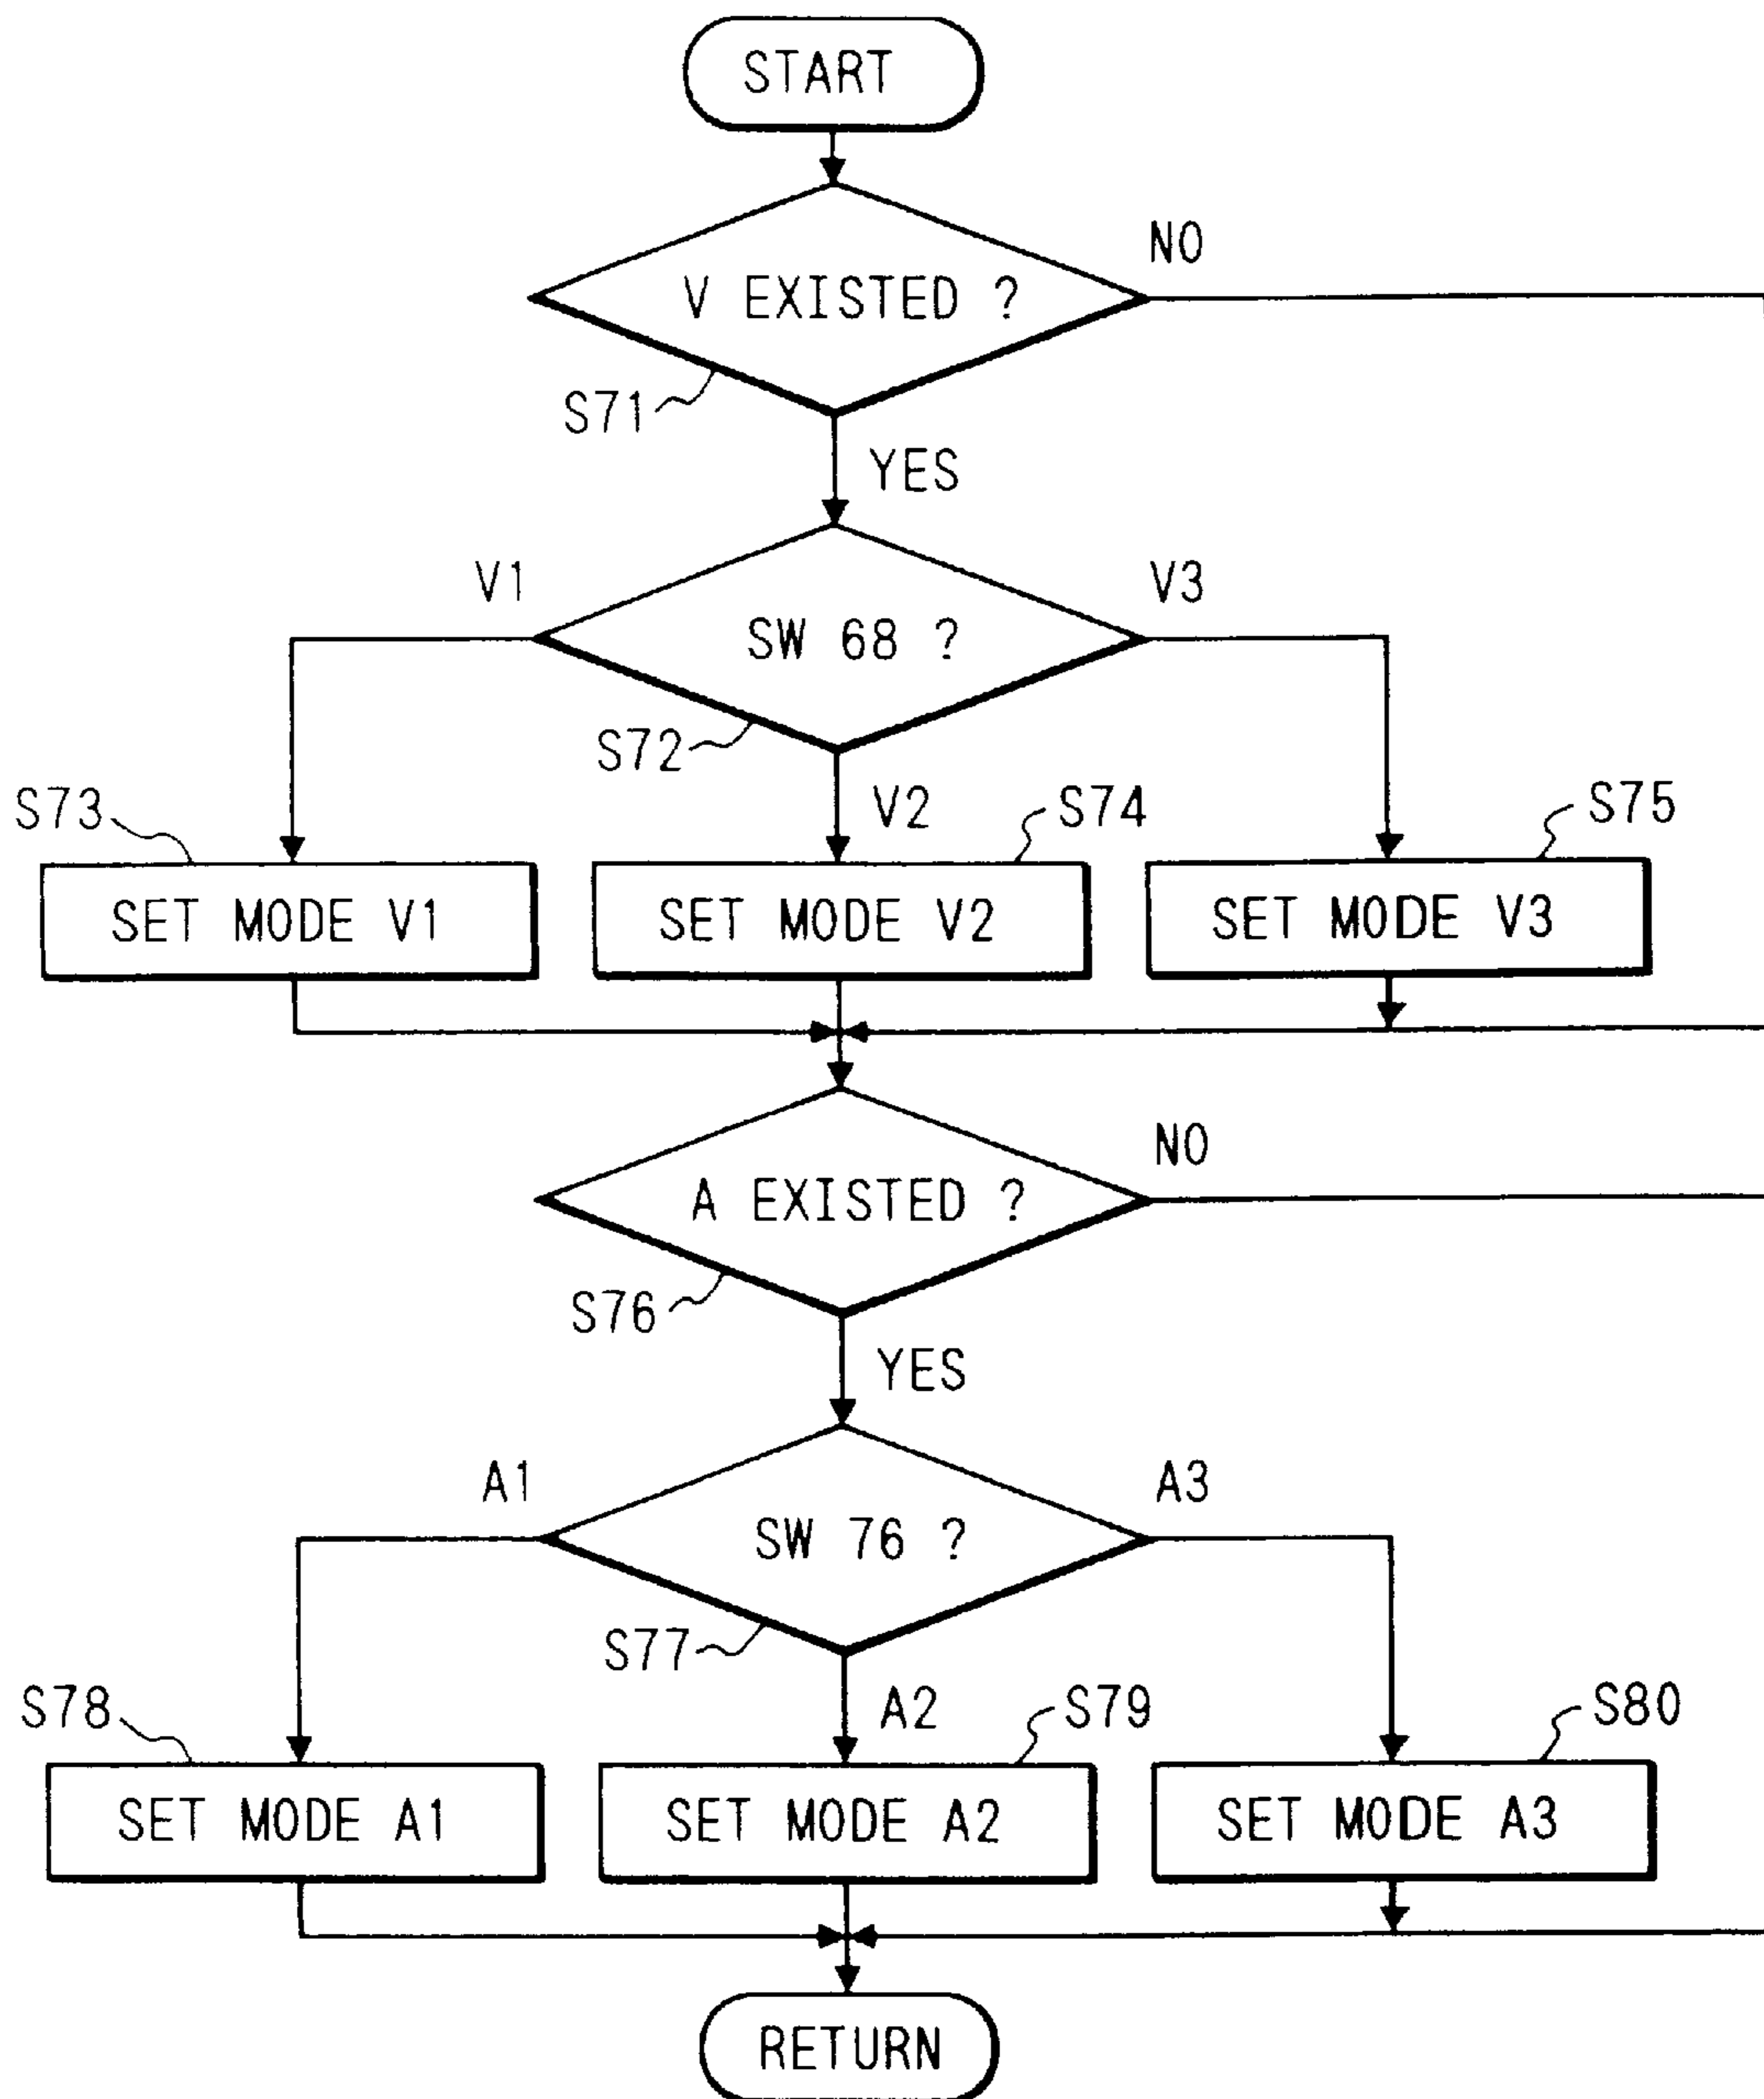 START
NO
V EXISTED ?
S71
YES
V1
V3
SW 68 ?
S72
S73
V2
S74
S75
SET MODE V1
SET MODE V2
SET MODE V3
NO
A EXISTED ?
S76
YES
A1
A3
SW 76 ?
S77
S78
A2
S79
S80
SET MODE A1
SET MODE A2
SET MODE A3
RETURN